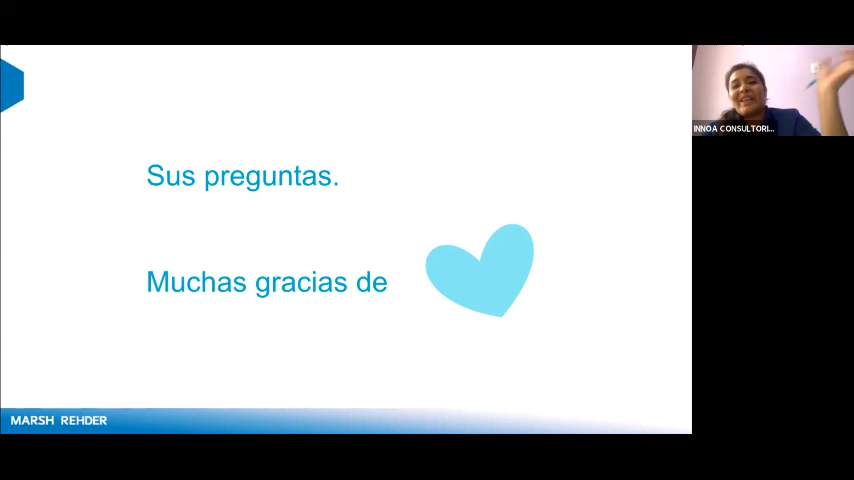 Sus preguntas.
Muchas gracias de
MARSH REHDER
INNOA CONSULTORI...